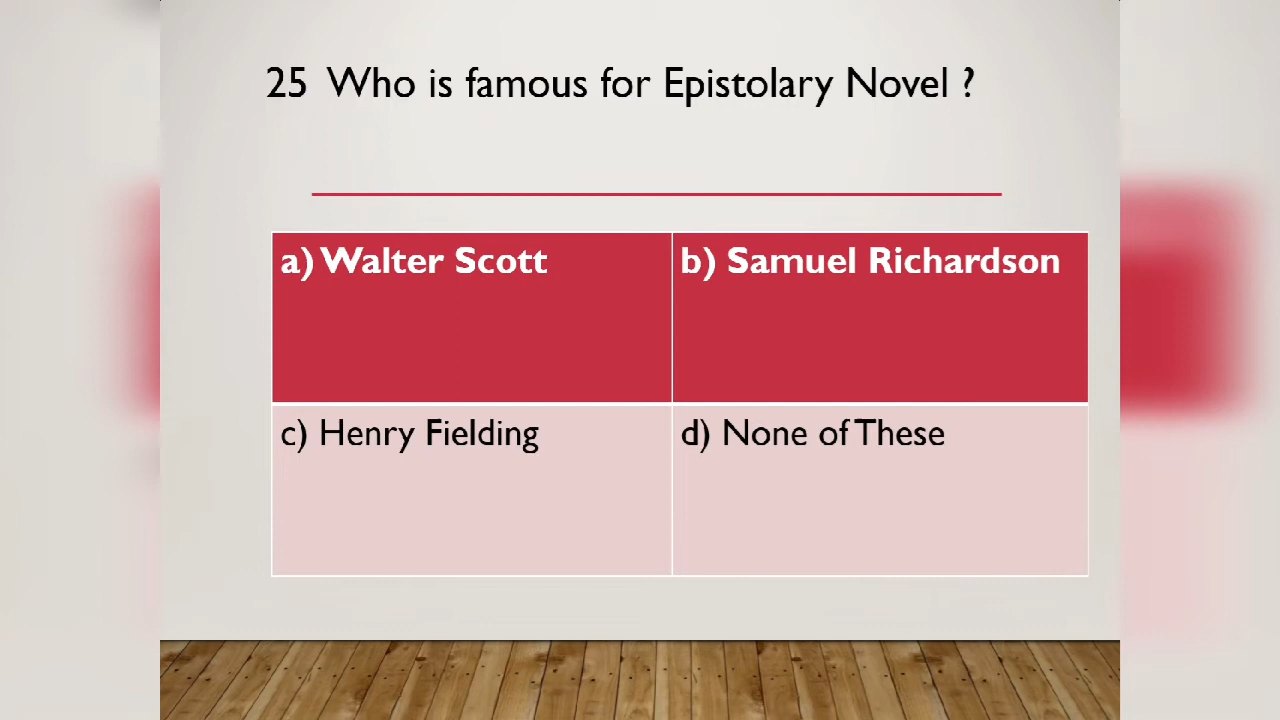 25 Who is famous for Epistolary Novel ?
a) Walter Scott
b) Samuel Richardson
c) Henry Fielding
d) None of These